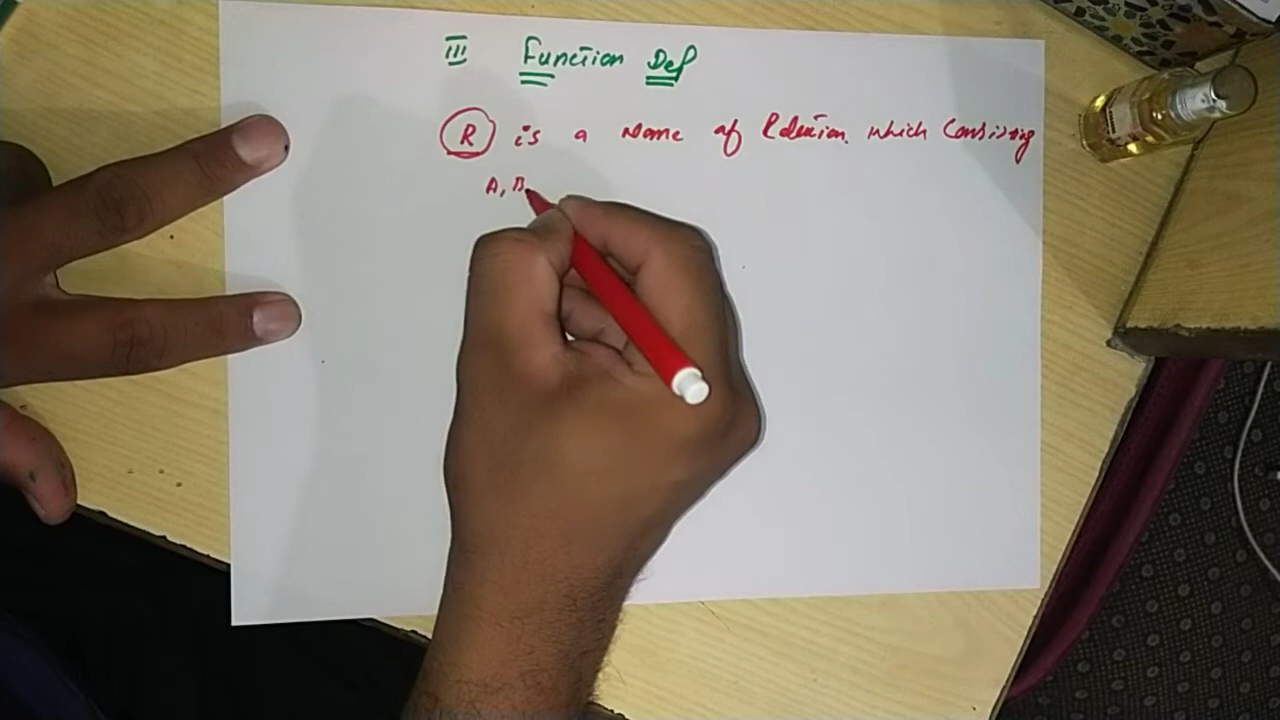 III Function Def
R is a Name of Relation which Consisting
A, B